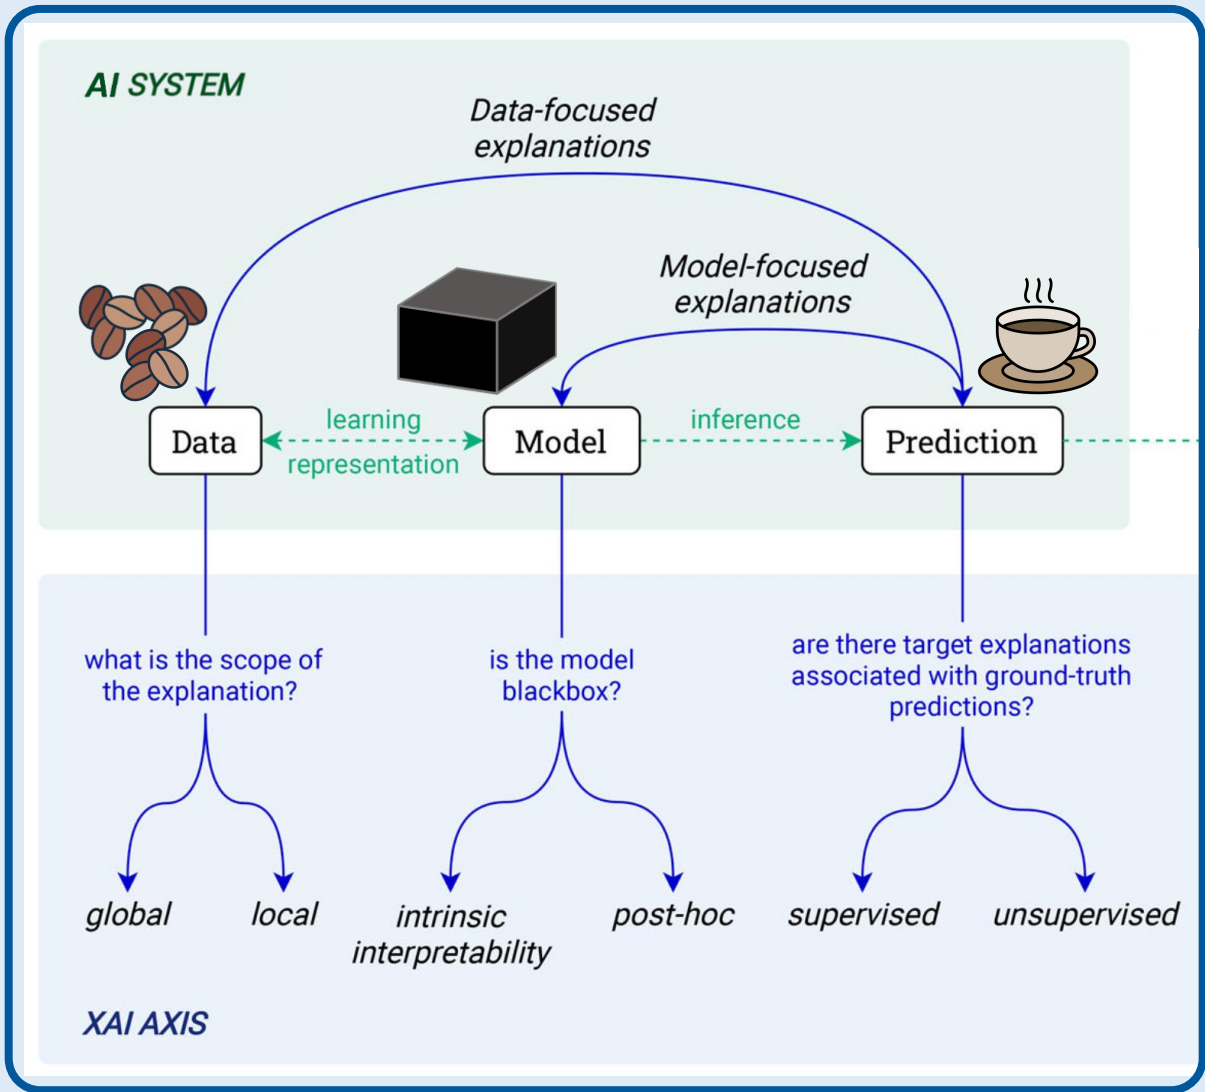 AI SYSTEM
Data-focused
explanations
Model-focused
explanations
Data
learning
representation
Model
inference
Prediction
what is the scope of
the explanation?
is the model
blackbox?
are there target explanations
associated with ground-truth
predictions?
global
local
intrinsic
interpretability
post-hoc
supervised
unsupervised
XAI AXIS